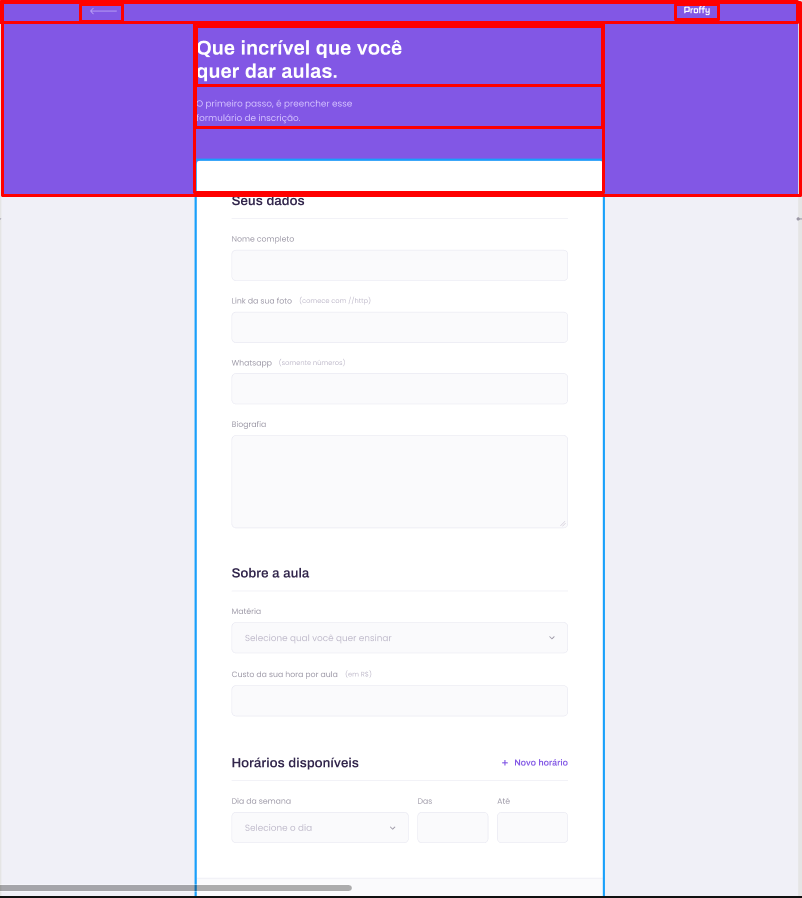 Proffy
Que incrível que você
quer dar aulas.
O primeiro passo, é preencher esse
formulário de inscrição.
Seus dados
Nome completo
Link da sua foto (comece com //http)
Whatsapp (somente números)
Biografia
Sobre a aula
Matéria
Selecione qual você quer ensinar
Custo da sua hora por aula (em R$)
Horários disponíveis + Novo horário
Dia da semana Das Até
Selecione o dia